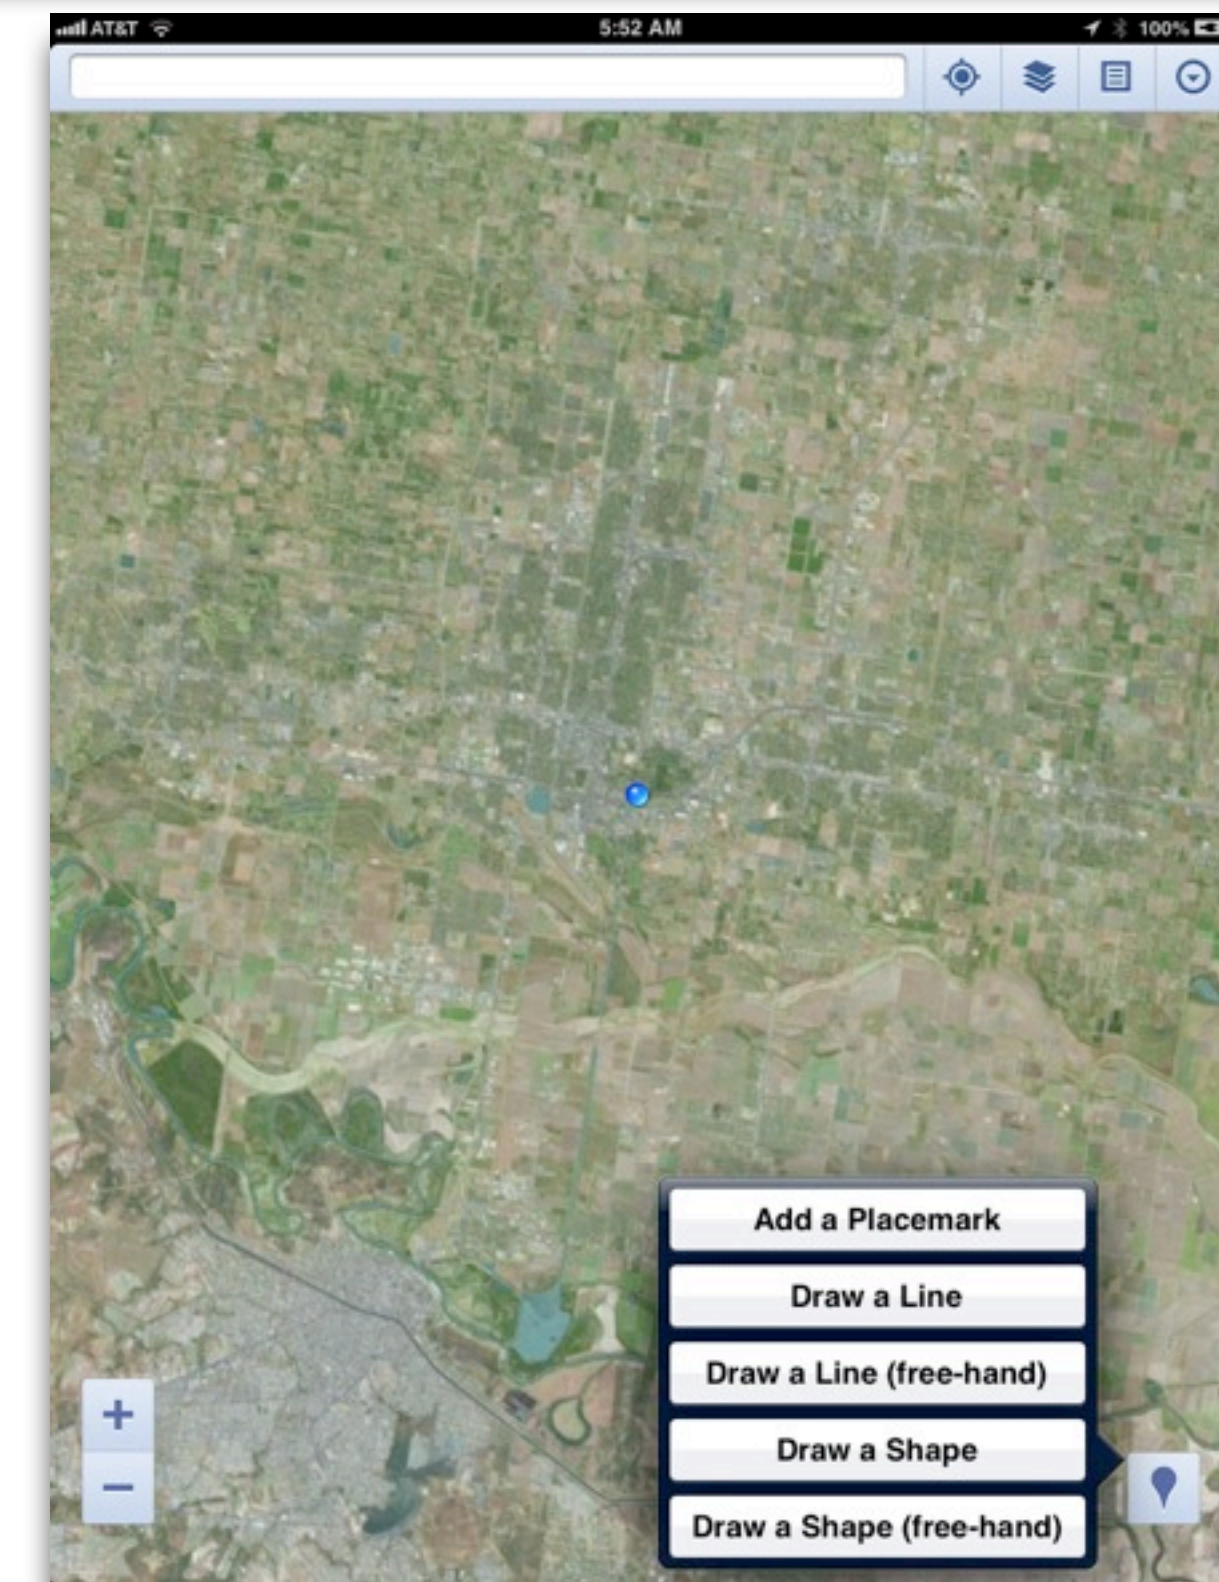 AT&T
5:52 AM
100%
Add a Placemark
Draw a Line
Draw a Line (free-hand)
Draw a Shape
Draw a Shape (free-hand)